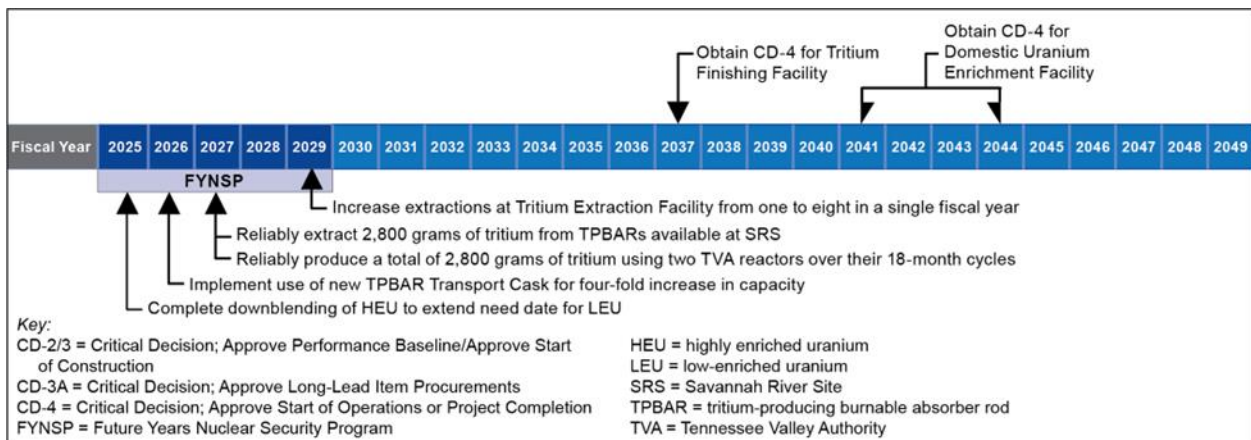 Obtain CD-4 for Tritium
Finishing Facility
Obtain CD-4 for
Domestic Uranium
Enrichment Facility
Fiscal Year 2025 2026 2027 2028 2029 2030 2031 2032 2033 2034 2035 2036 2037 2038 2039 2040 2041 2042 2043 2044 2045 2046 2047 2048 2049
FYNSP
Increase extractions at Tritium Extraction Facility from one to eight in a single fiscal year
Reliably extract 2,800 grams of tritium from TPBARs available at SRS
Reliably produce a total of 2,800 grams of tritium using two TVA reactors over their 18-month cycles
Implement use of new TPBAR Transport Cask for four-fold increase in capacity
Complete downblending of HEU to extend need date for LEU
Key:
CD-2/3 = Critical Decision; Approve Performance Baseline/Approve Start
of Construction
CD-3A = Critical Decision; Approve Long-Lead Item Procurements
CD-4 = Critical Decision; Approve Start of Operations or Project Completion
FYNSP = Future Years Nuclear Security Program
HEU = highly enriched uranium
LEU = low-enriched uranium
SRS = Savannah River Site
TPBAR = tritium-producing burnable absorber rod
TVA = Tennessee Valley Authority